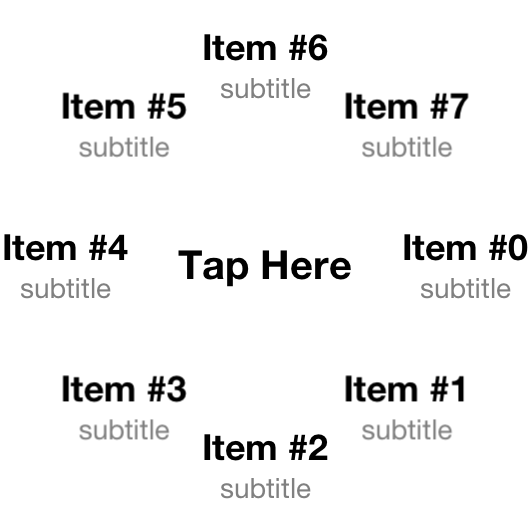 Item #6
subtitle
Item #5
subtitle
Item #7
subtitle
Item #4
subtitle
Tap Here
Item #0
subtitle
Item #3
subtitle
Item #1
subtitle
Item #2
subtitle